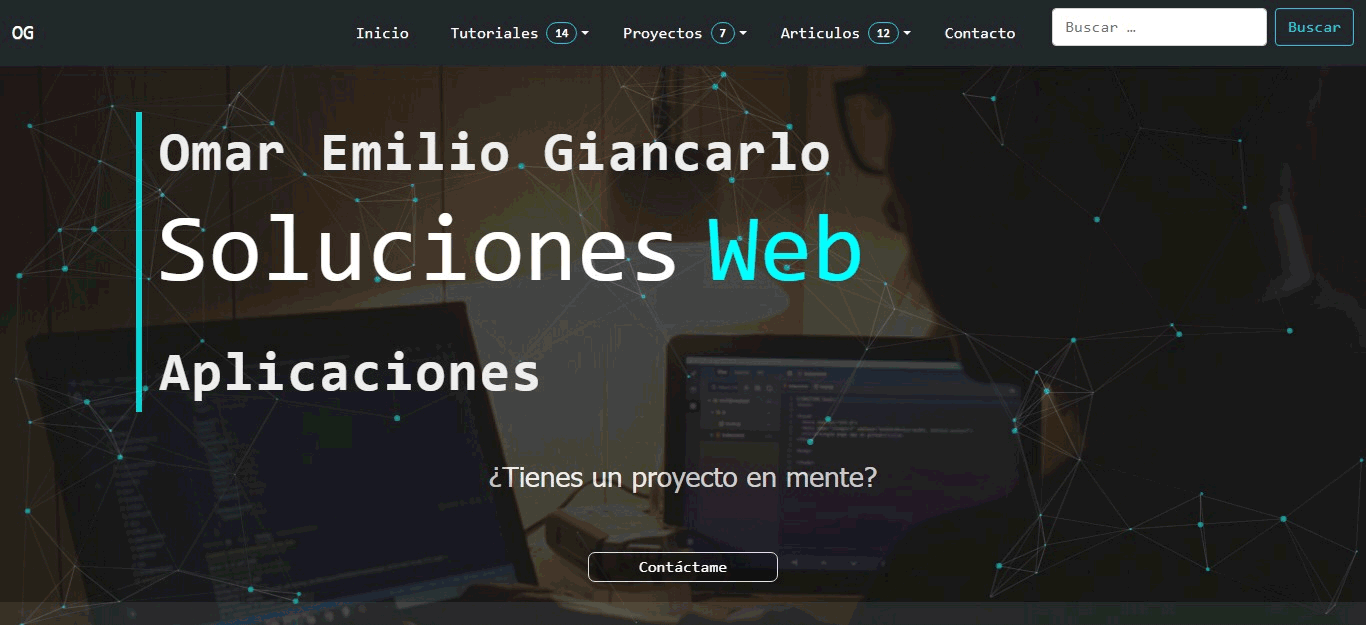 OG Inicio Tutoriales 14 Proyectos 7 Articulos 12 Contacto Buscar … Buscar
Omar Emilio Giancarlo
Soluciones Web
Aplicaciones
¿Tienes un proyecto en mente?
Contáctame